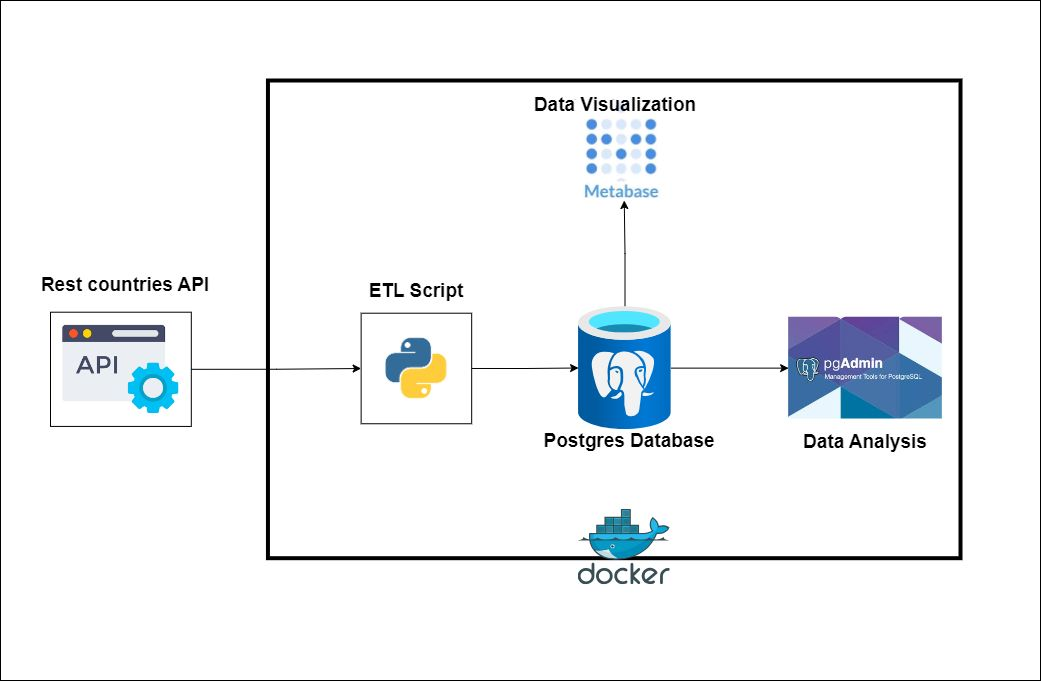 Data Visualization
Metabase
Rest countries API
API
ETL Script
pgAdmin
Management Tools for PostgreSQL
Postgres Database
Data Analysis
docker